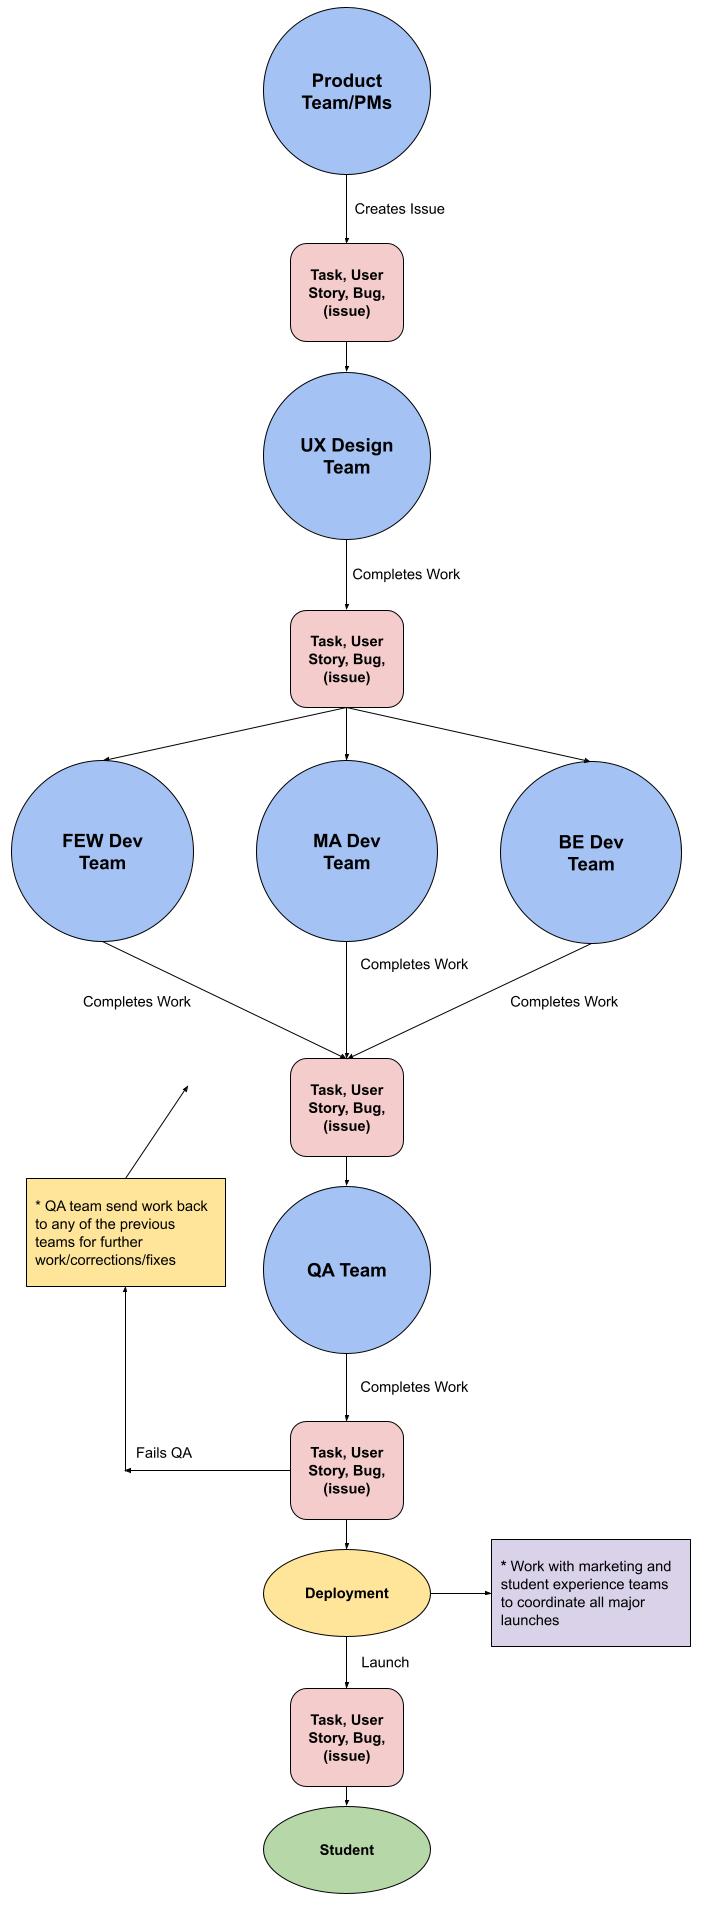 Product
Team/PMs
Creates Issue
Task, User
Story, Bug,
(issue)
UX Design
Team
Completes Work
Task, User
Story, Bug,
(issue)
FEW Dev
Team
MA Dev
Team
BE Dev
Team
Completes Work
Completes Work
Completes Work
Task, User
Story, Bug,
(issue)
* QA team send work back
to any of the previous
teams for further
work/corrections/fixes
QA Team
Completes Work
Fails QA
Task, User
Story, Bug,
(issue)
Deployment
* Work with marketing and
student experience teams
to coordinate all major
launches
Launch
Task, User
Story, Bug,
(issue)
Student